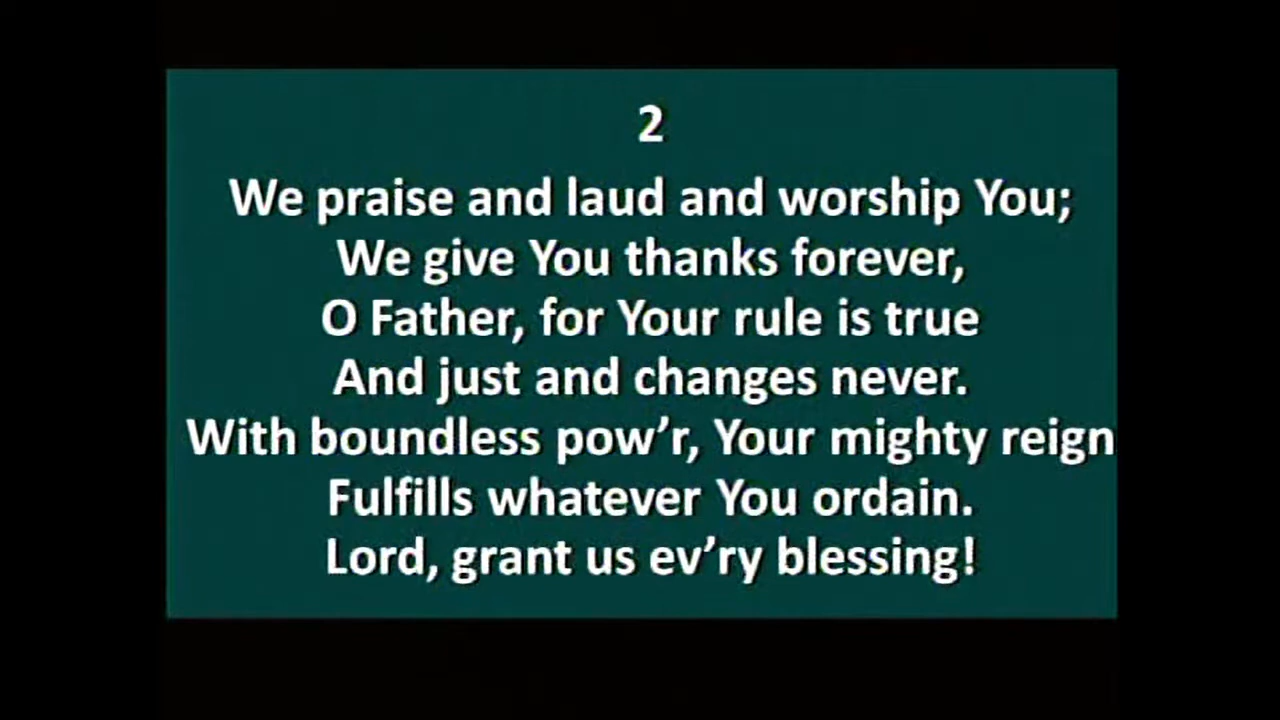 2
We praise and laud and worship You;
We give You thanks forever,
O Father, for Your rule is true
And just and changes never.
With boundless pow’r, Your mighty reign
Fulfills whatever You ordain.
Lord, grant us ev’ry blessing!